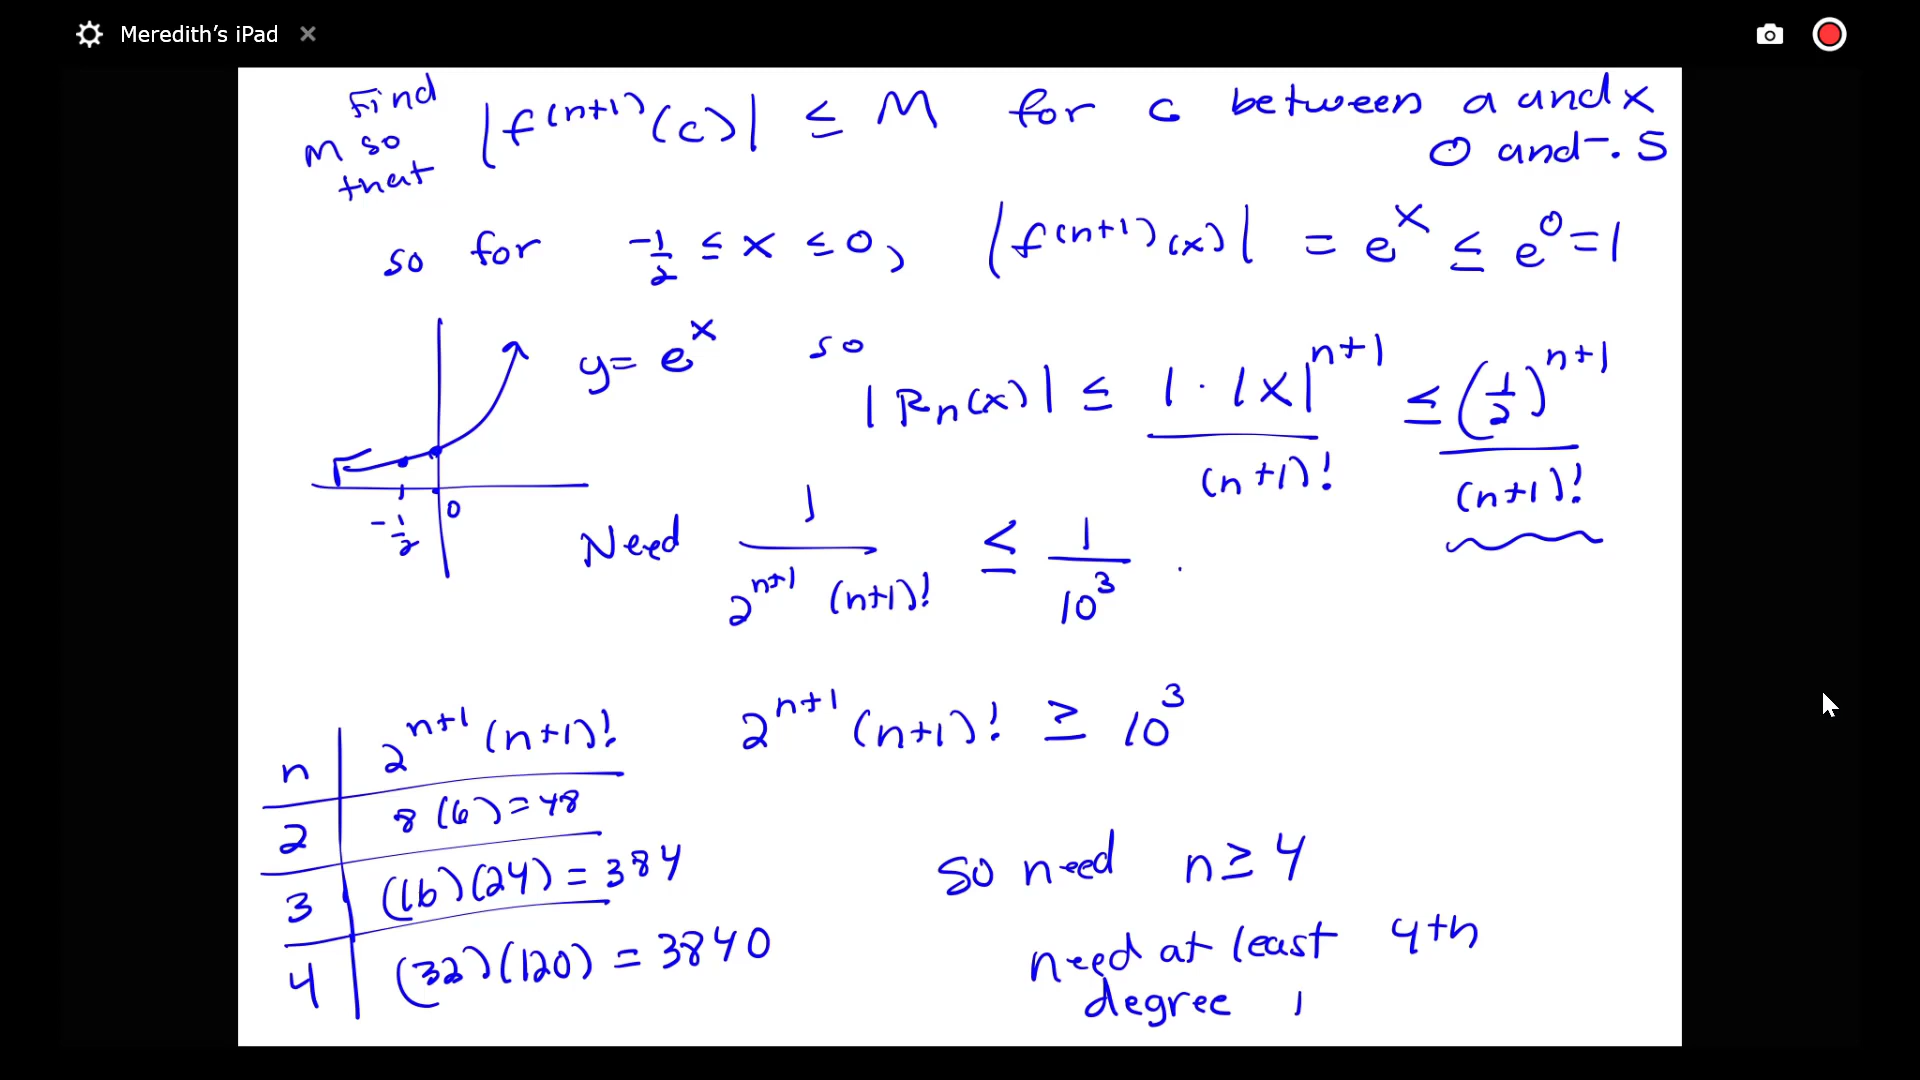 Meredith's iPad ×
Find M so that |f^(n+1)(c)| ≤ M for c between a and x
0 and -.5
so for -1/2 ≤ x ≤ 0, |f^(n+1)(x)| = e^x ≤ e^0 = 1
y = e^x
so |R_n(x)| ≤ 1·|x|^(n+1) / (n+1)! ≤ (1/2)^(n+1) / (n+1)!
-1/2 0
Need 1 / 2^(n+1) (n+1)! ≤ 1/10^3 .
2^(n+1) (n+1)! ≥ 10^3
n | 2^(n+1) (n+1)!
2 | 8(6) = 48
3 | (16)(24) = 384
4 | (32)(120) = 3840
so need n ≥ 4
need at least 4th
degree